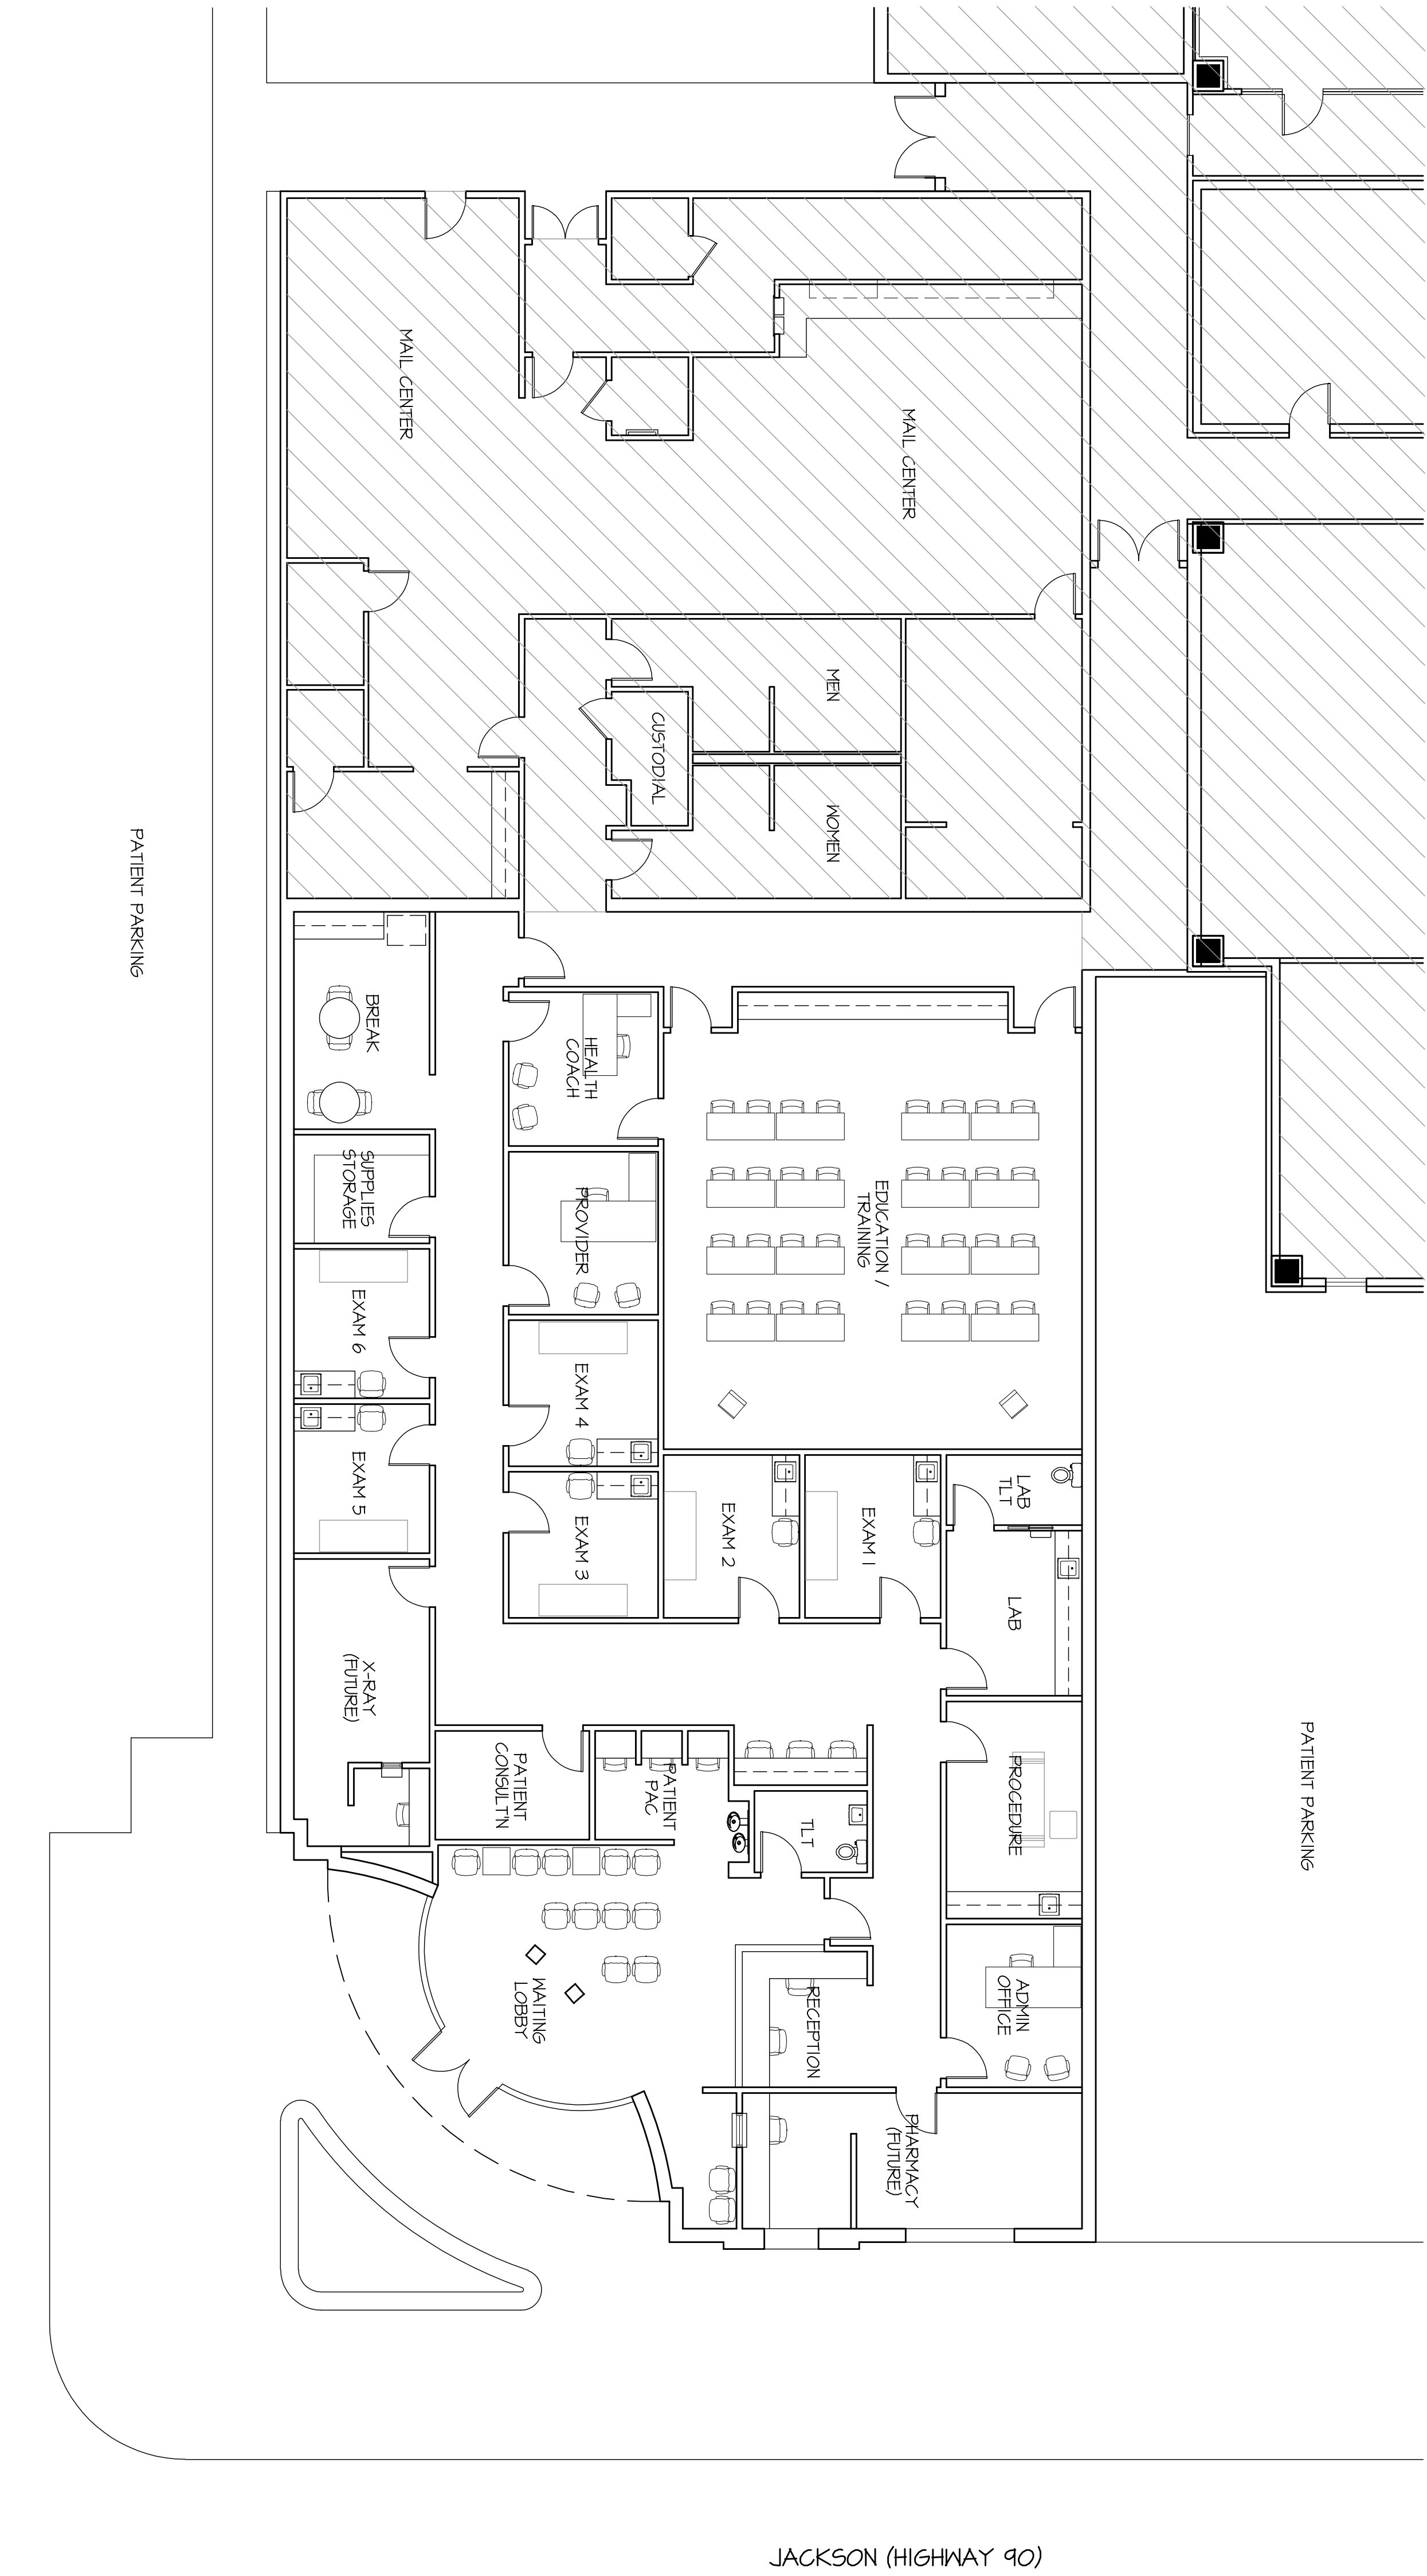 MAIL CENTER
MAIL CENTER
MEN
CUSTODIAL
WOMEN
PATIENT PARKING
BREAK
HEALTH
COACH
SUPPLIES
STORAGE
PROVIDER
EDUCATION /
TRAINING
EXAM 6
EXAM 4
EXAM 5
EXAM 3
EXAM 2
EXAM 1
LAB
TLT
LAB
X-RAY
(FUTURE)
PATIENT
CONSULT'N
PATIENT
PAC
TLT
PROCEDURE
PATIENT PARKING
WAITING
LOBBY
RECEPTION
ADMIN
OFFICE
PHARMACY
(FUTURE)
JACKSON (HIGHWAY 90)